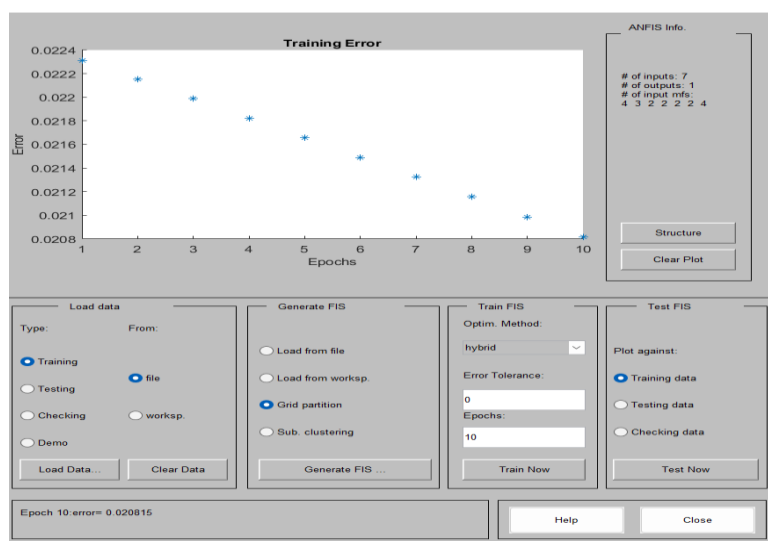 Training Error
0.0224
0.0222
0.022
0.0218
0.0216
0.0214
0.0212
0.021
0.0208
Error
1 2 3 4 5 6 7 8 9 10
Epochs
ANFIS Info.
# of inputs: 7
# of outputs: 1
# of input mfs:
4 3 2 2 2 2 4
Structure
Clear Plot
Load data
Type: From:
Training
file
Testing
Checking
worksp.
Demo
Load Data... Clear Data
Generate FIS
Load from file
Load from worksp.
Grid partition
Sub. clustering
Generate FIS ...
Train FIS
Optim. Method:
hybrid
Error Tolerance:
0
Epochs:
10
Train Now
Test FIS
Plot against:
Training data
Testing data
Checking data
Test Now
Epoch 10:error= 0.020815
Help Close